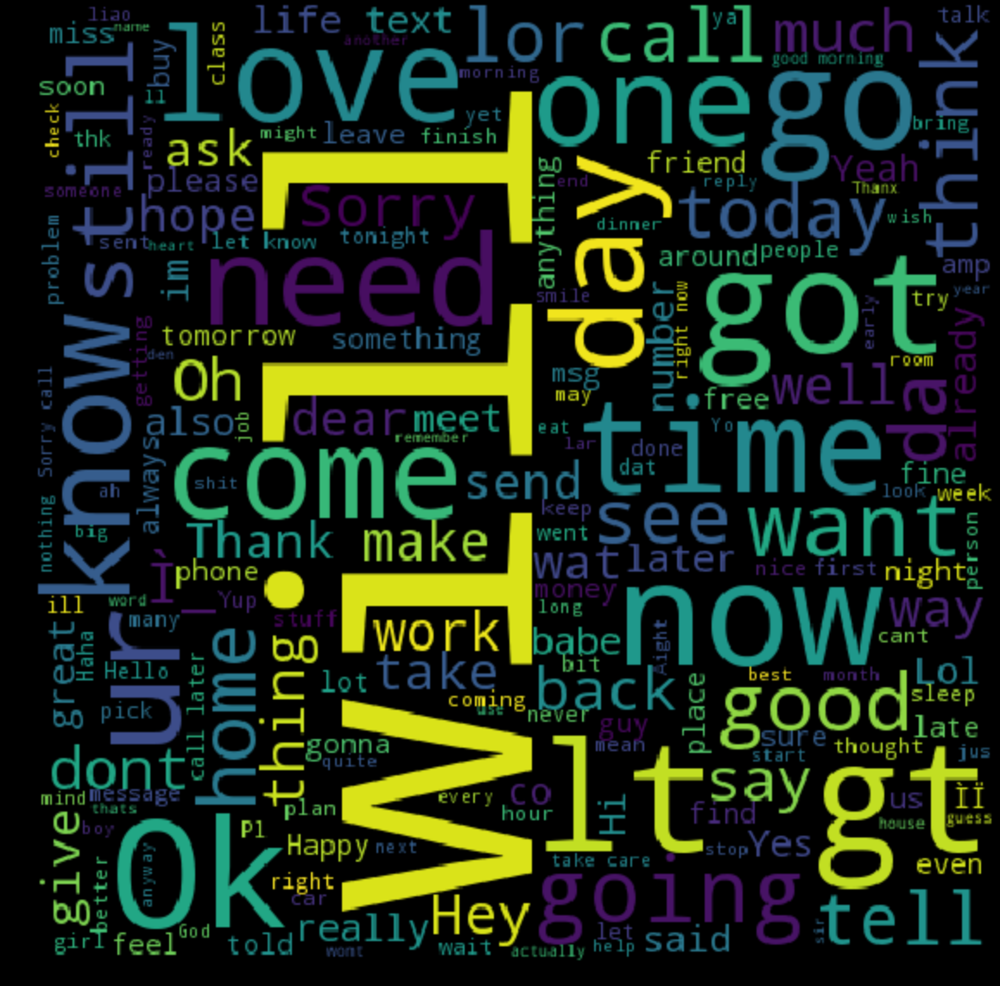 liao
name
miss
life
text
another
love
lor
call
ya
much
talk
good morning
morning
class
buy
ll
soon
still
check
thk
ready
ask
might
leave
finish
yet
one
go
bring
think
someone
please
hope
Sorry
anything
end
day
friend
reply
Yeah
Thanx
today
wish
dinner
sent
heart
let know
tonight
problem
im
need
will
around
people
amp
year
smile
number
right now
got
early
try
room
already
tomorrow
something
getting
den
know
Oh
msg
may
free
well
da
Sorry call
also
job
dear
meet
remember
eat
lar
time
Yo
done
dat
fine
look
week
always
come
shit
ah
send
keep
see
want
nothing
big
Thank
make
went
wat
later
nice
first
night
person
Ì_
phone
Yup
word
ill
many
stuff
money
long
now
way
cant
ur
work
babe
bit
Aight
great
Haha
Hello
home
thing
take
lot
coming
use
never
back
place
best
month
Lol
good
sleep
late
pick
call later
gonna
quite
guy
mean
sure
start
thought
jus
dont
mind
message
thats
boy
plan
every
co
hour
Hi
lt
say
find
gt
us
house
ÌÏ
guess
give
better
Ok
anyway
Pl
Happy
next
right
car
take care
stop
Yes
even
going
girl
feel
God
told
really
wont
Hey
wait
actually
let
help
said
sir
tell